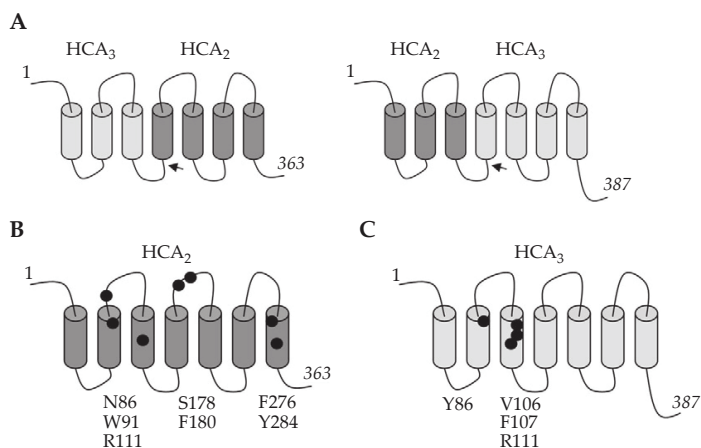 A
HCA₃ HCA₂
1
363
HCA₂ HCA₃
1
387
B
HCA₂
1
363
N86 S178 F276
W91 F180 Y284
R111
C
HCA₃
1
387
Y86 V106
F107
R111